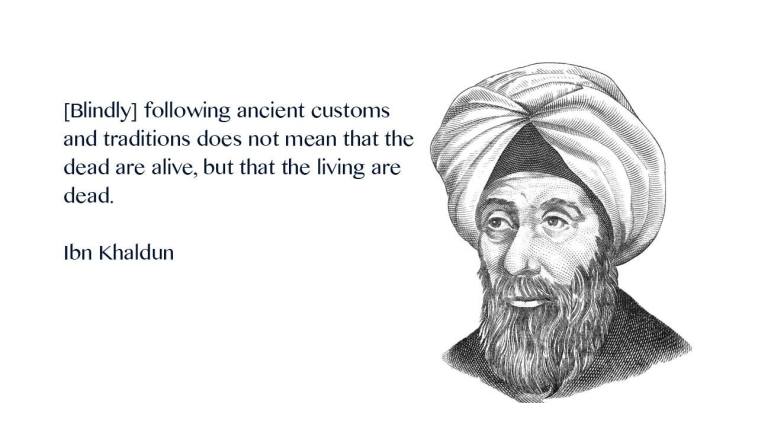 [Blindly] following ancient customs
and traditions does not mean that the
dead are alive, but that the living are
dead.
Ibn Khaldun